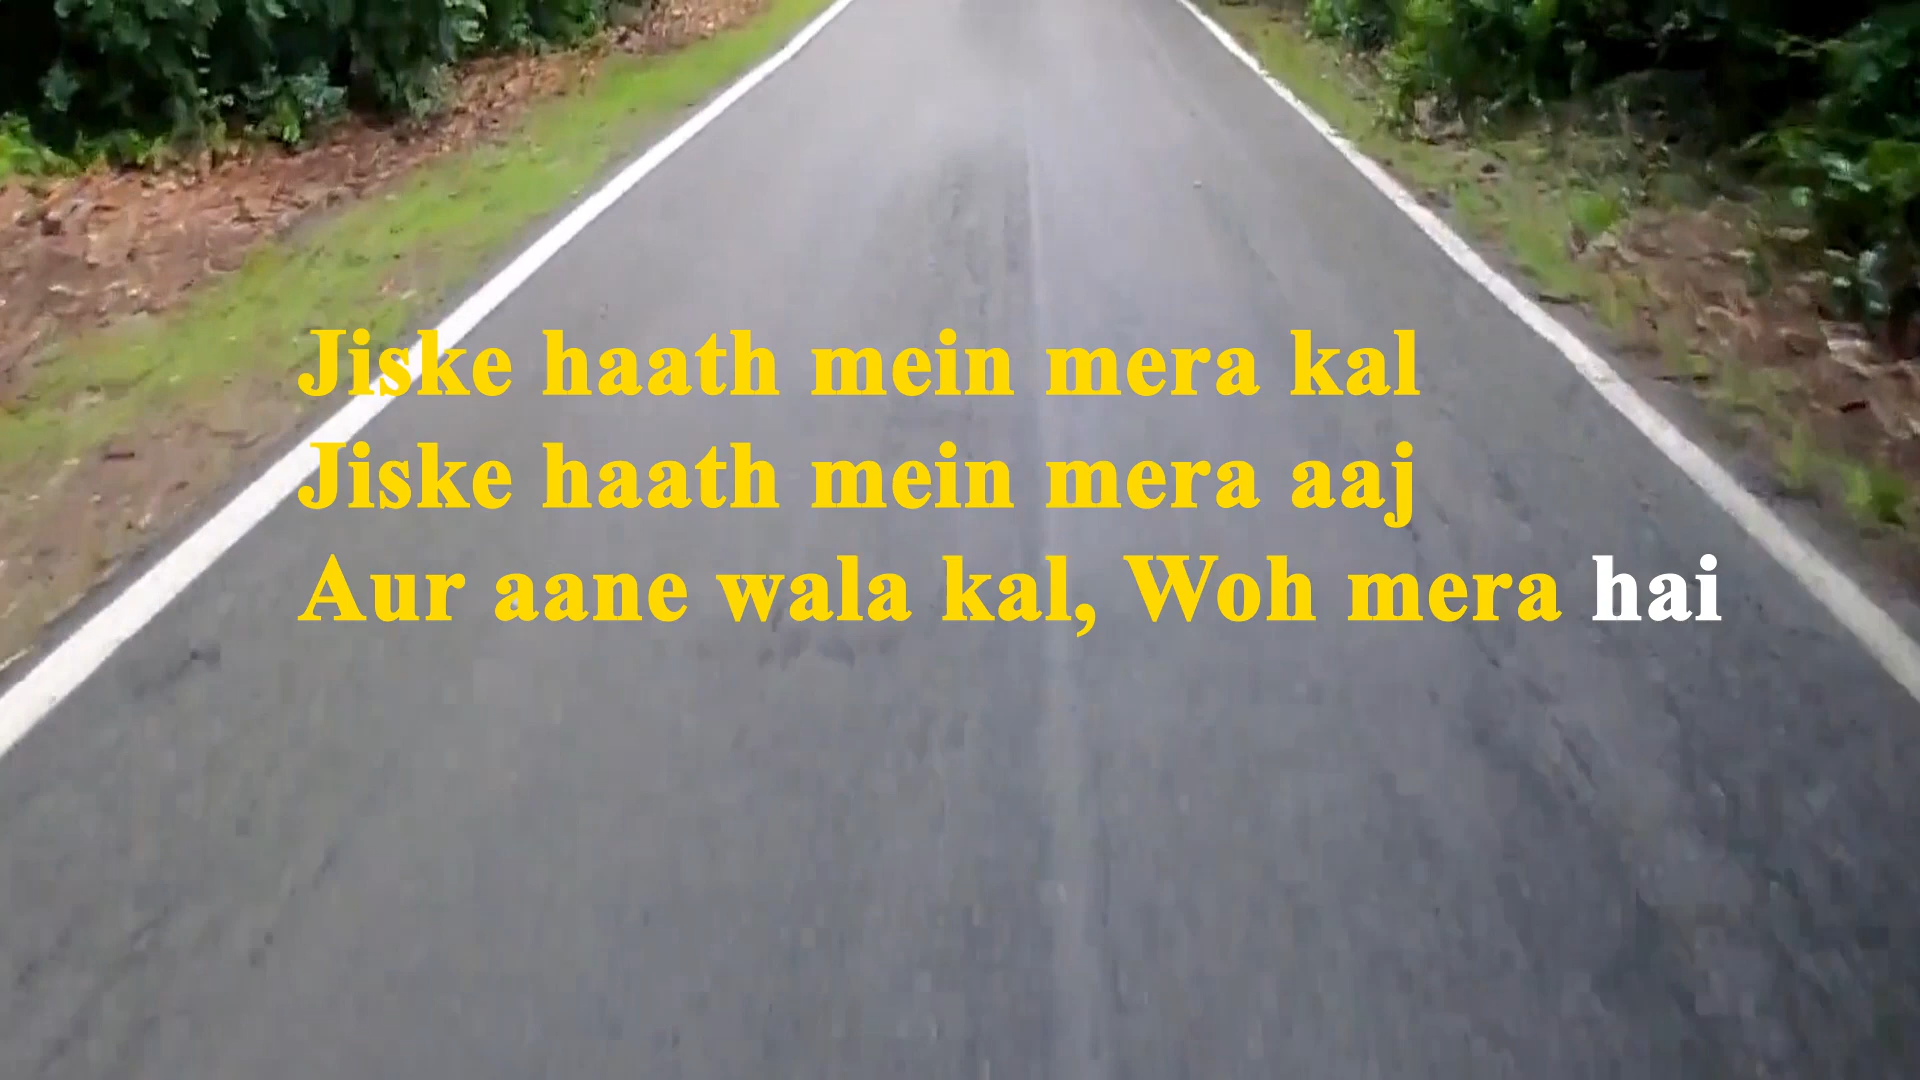 Jiske haath mein mera kal
Jiske haath mein mera aaj
Aur aane wala kal, Woh mera hai